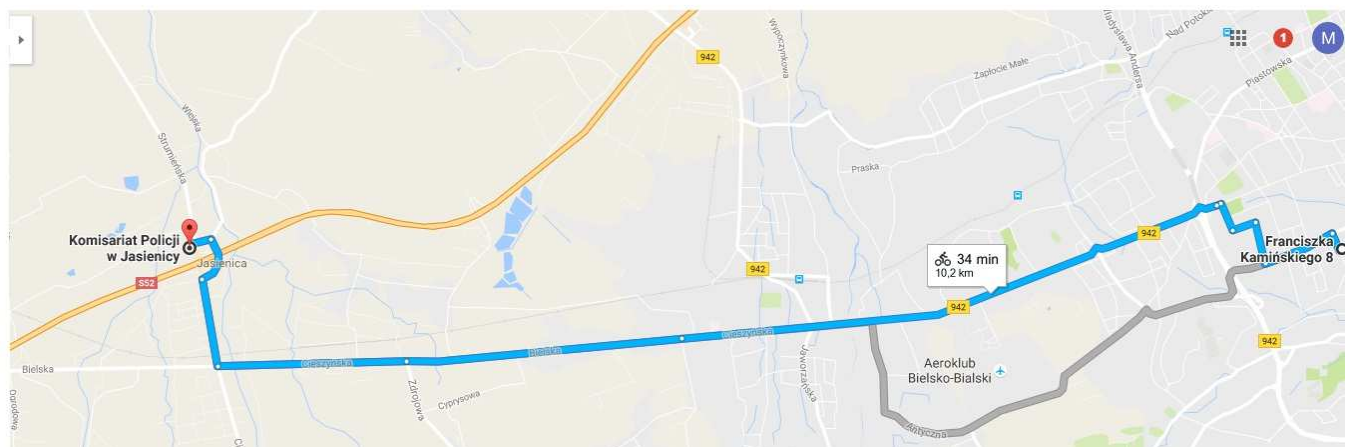 Władysława Andersa
Nad Potokiem
1
M
Wypoczynkowa
942
Piastowska
Zapłocie Małe
Wiejska
Strumieńska
Praska
Komisariat Policji
w Jasienicy
Jasienica
S52
942
Franciszka
Kamińskiego 8
34 min
10,2 km
942
942
942
Cieszyńska
Bielska
Cieszyńska
Bielska
Jaworzańska
Aeroklub
Bielsko-Bialski
Zdrojowa
Cyprysowa
Ogrodowa
Antyczna